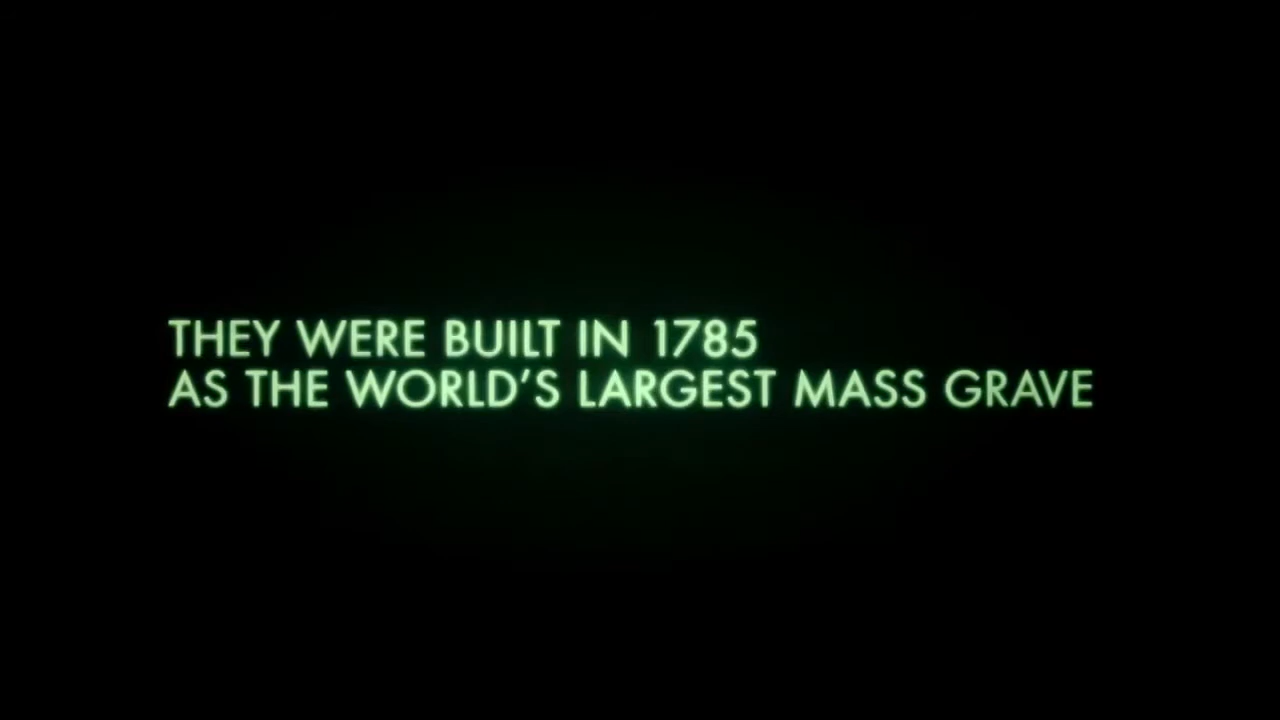 THEY WERE BUILT IN 1785
AS THE WORLD’S LARGEST MASS GRAVE